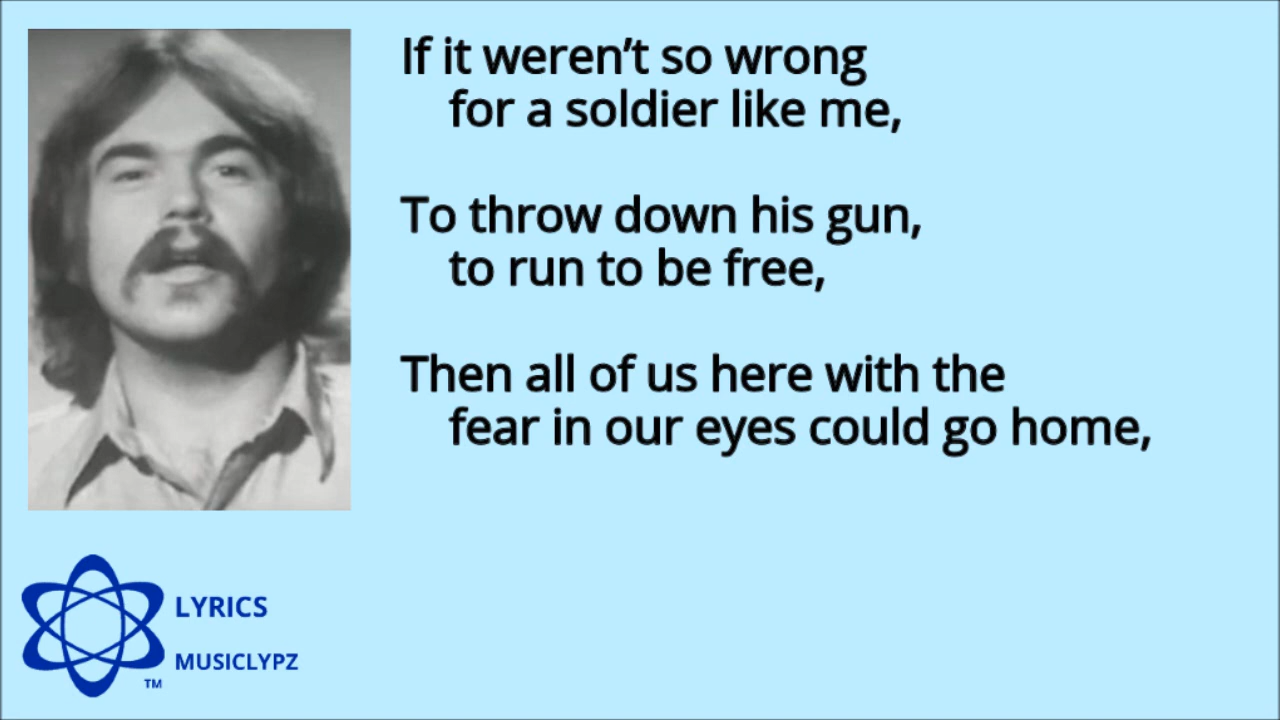 If it weren’t so wrong
for a soldier like me,
To throw down his gun,
to run to be free,
Then all of us here with the
fear in our eyes could go home,
LYRICS
MUSICLYPZ
TM